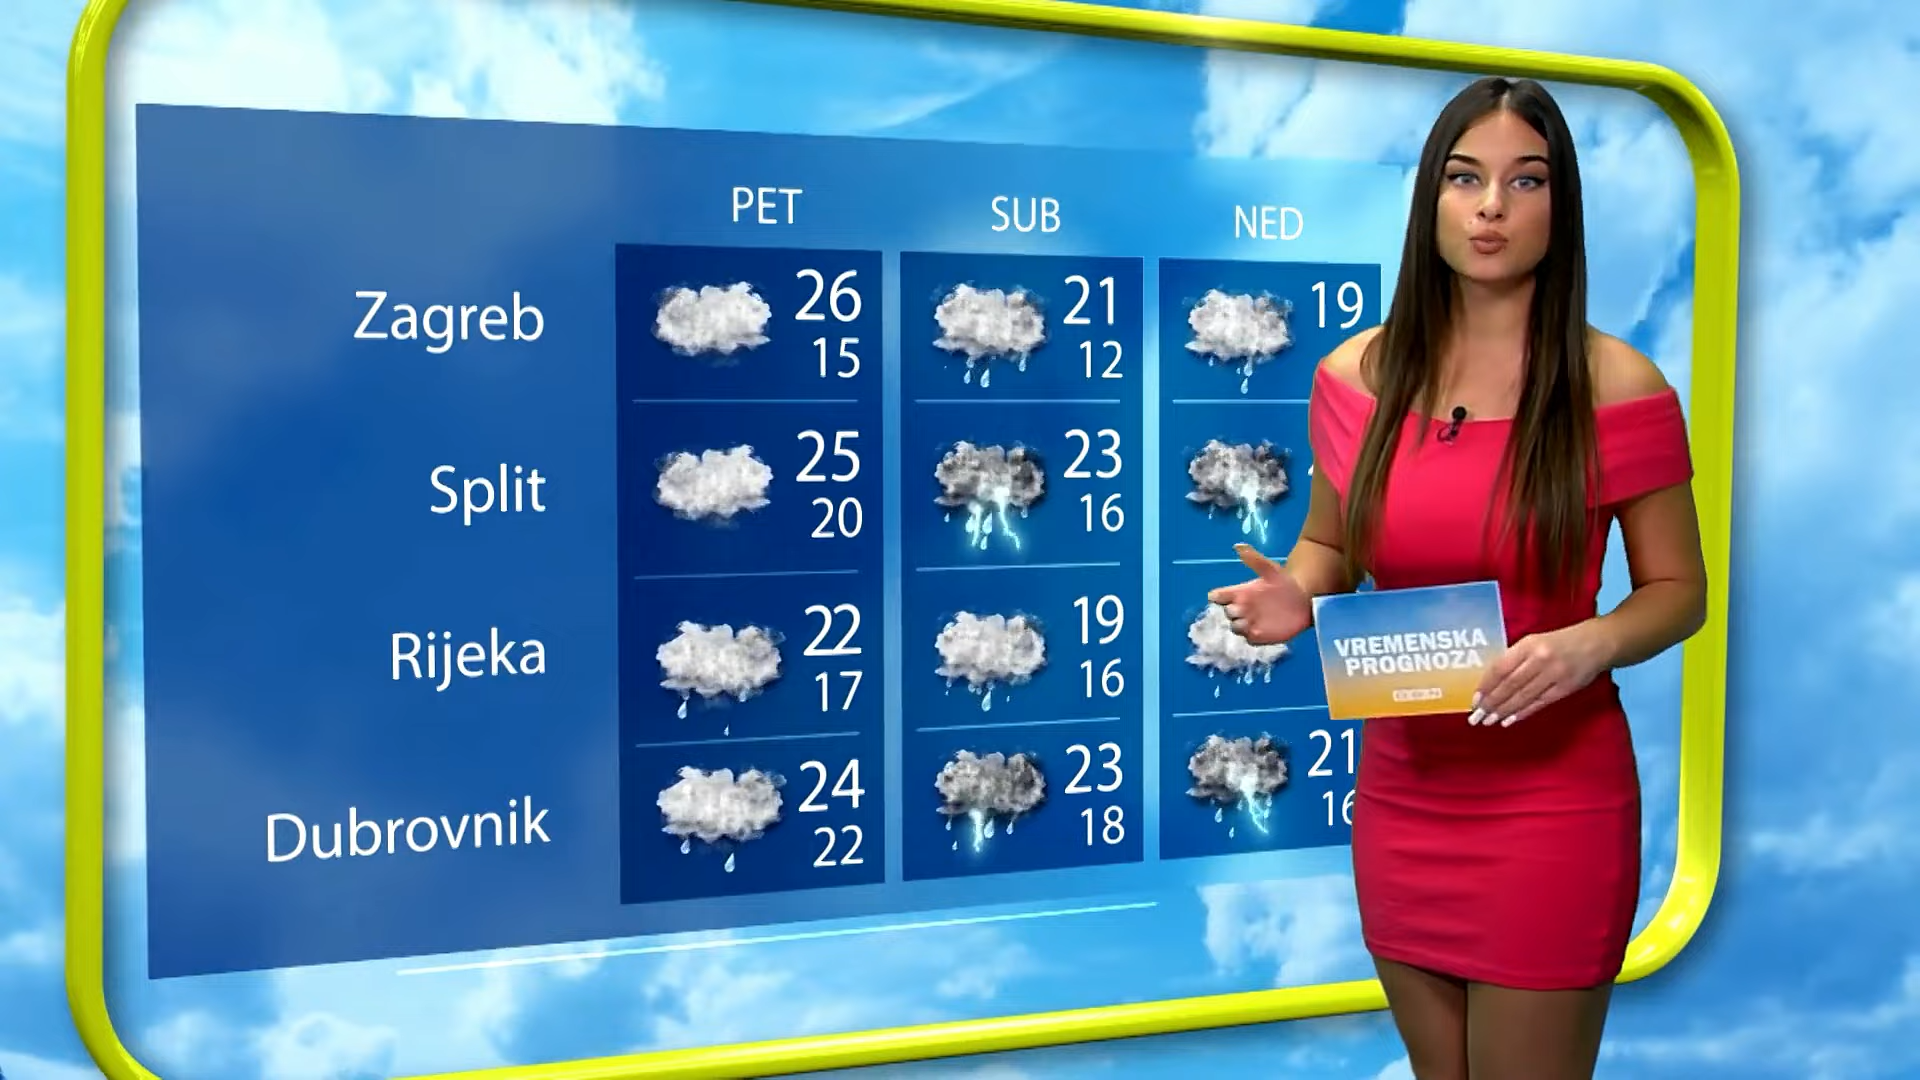 PET SUB NED
Zagreb 26 21 19
15 12
Split 25 23
20 16
Rijeka 22 19
17 16
Dubrovnik 24 23 21
22 18 16
VREMENSKA
PROGNOZA